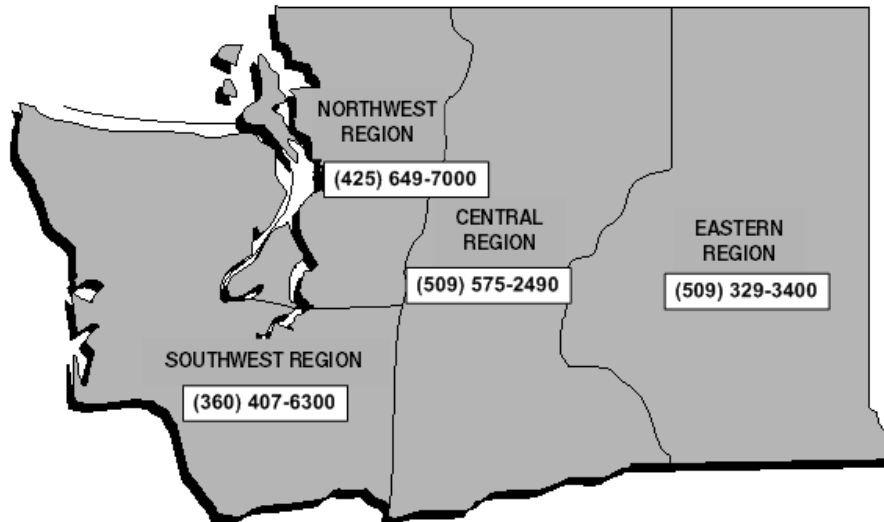 NORTHWEST
REGION
(425) 649-7000
CENTRAL
REGION
(509) 575-2490
EASTERN
REGION
(509) 329-3400
SOUTHWEST REGION
(360) 407-6300